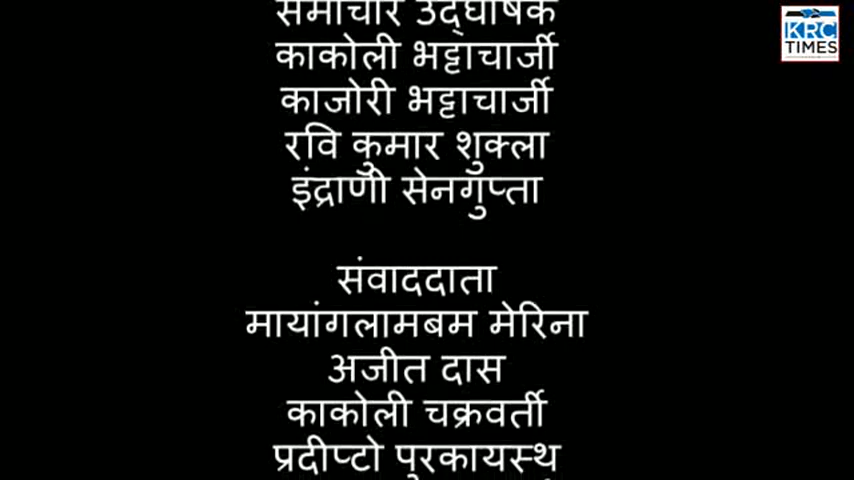 समाचार उद्घोषक
काकोली भट्टाचार्जी
काजोरी भट्टाचार्जी
रवि कुमार शुक्ला
इंद्राणी सेनगुप्ता
संवाददाता
मायांगलामबम मेरिना
अजीत दास
काकोली चक्रवर्ती
प्रदीप्टो पुरकायस्थ
KRC
TIMES